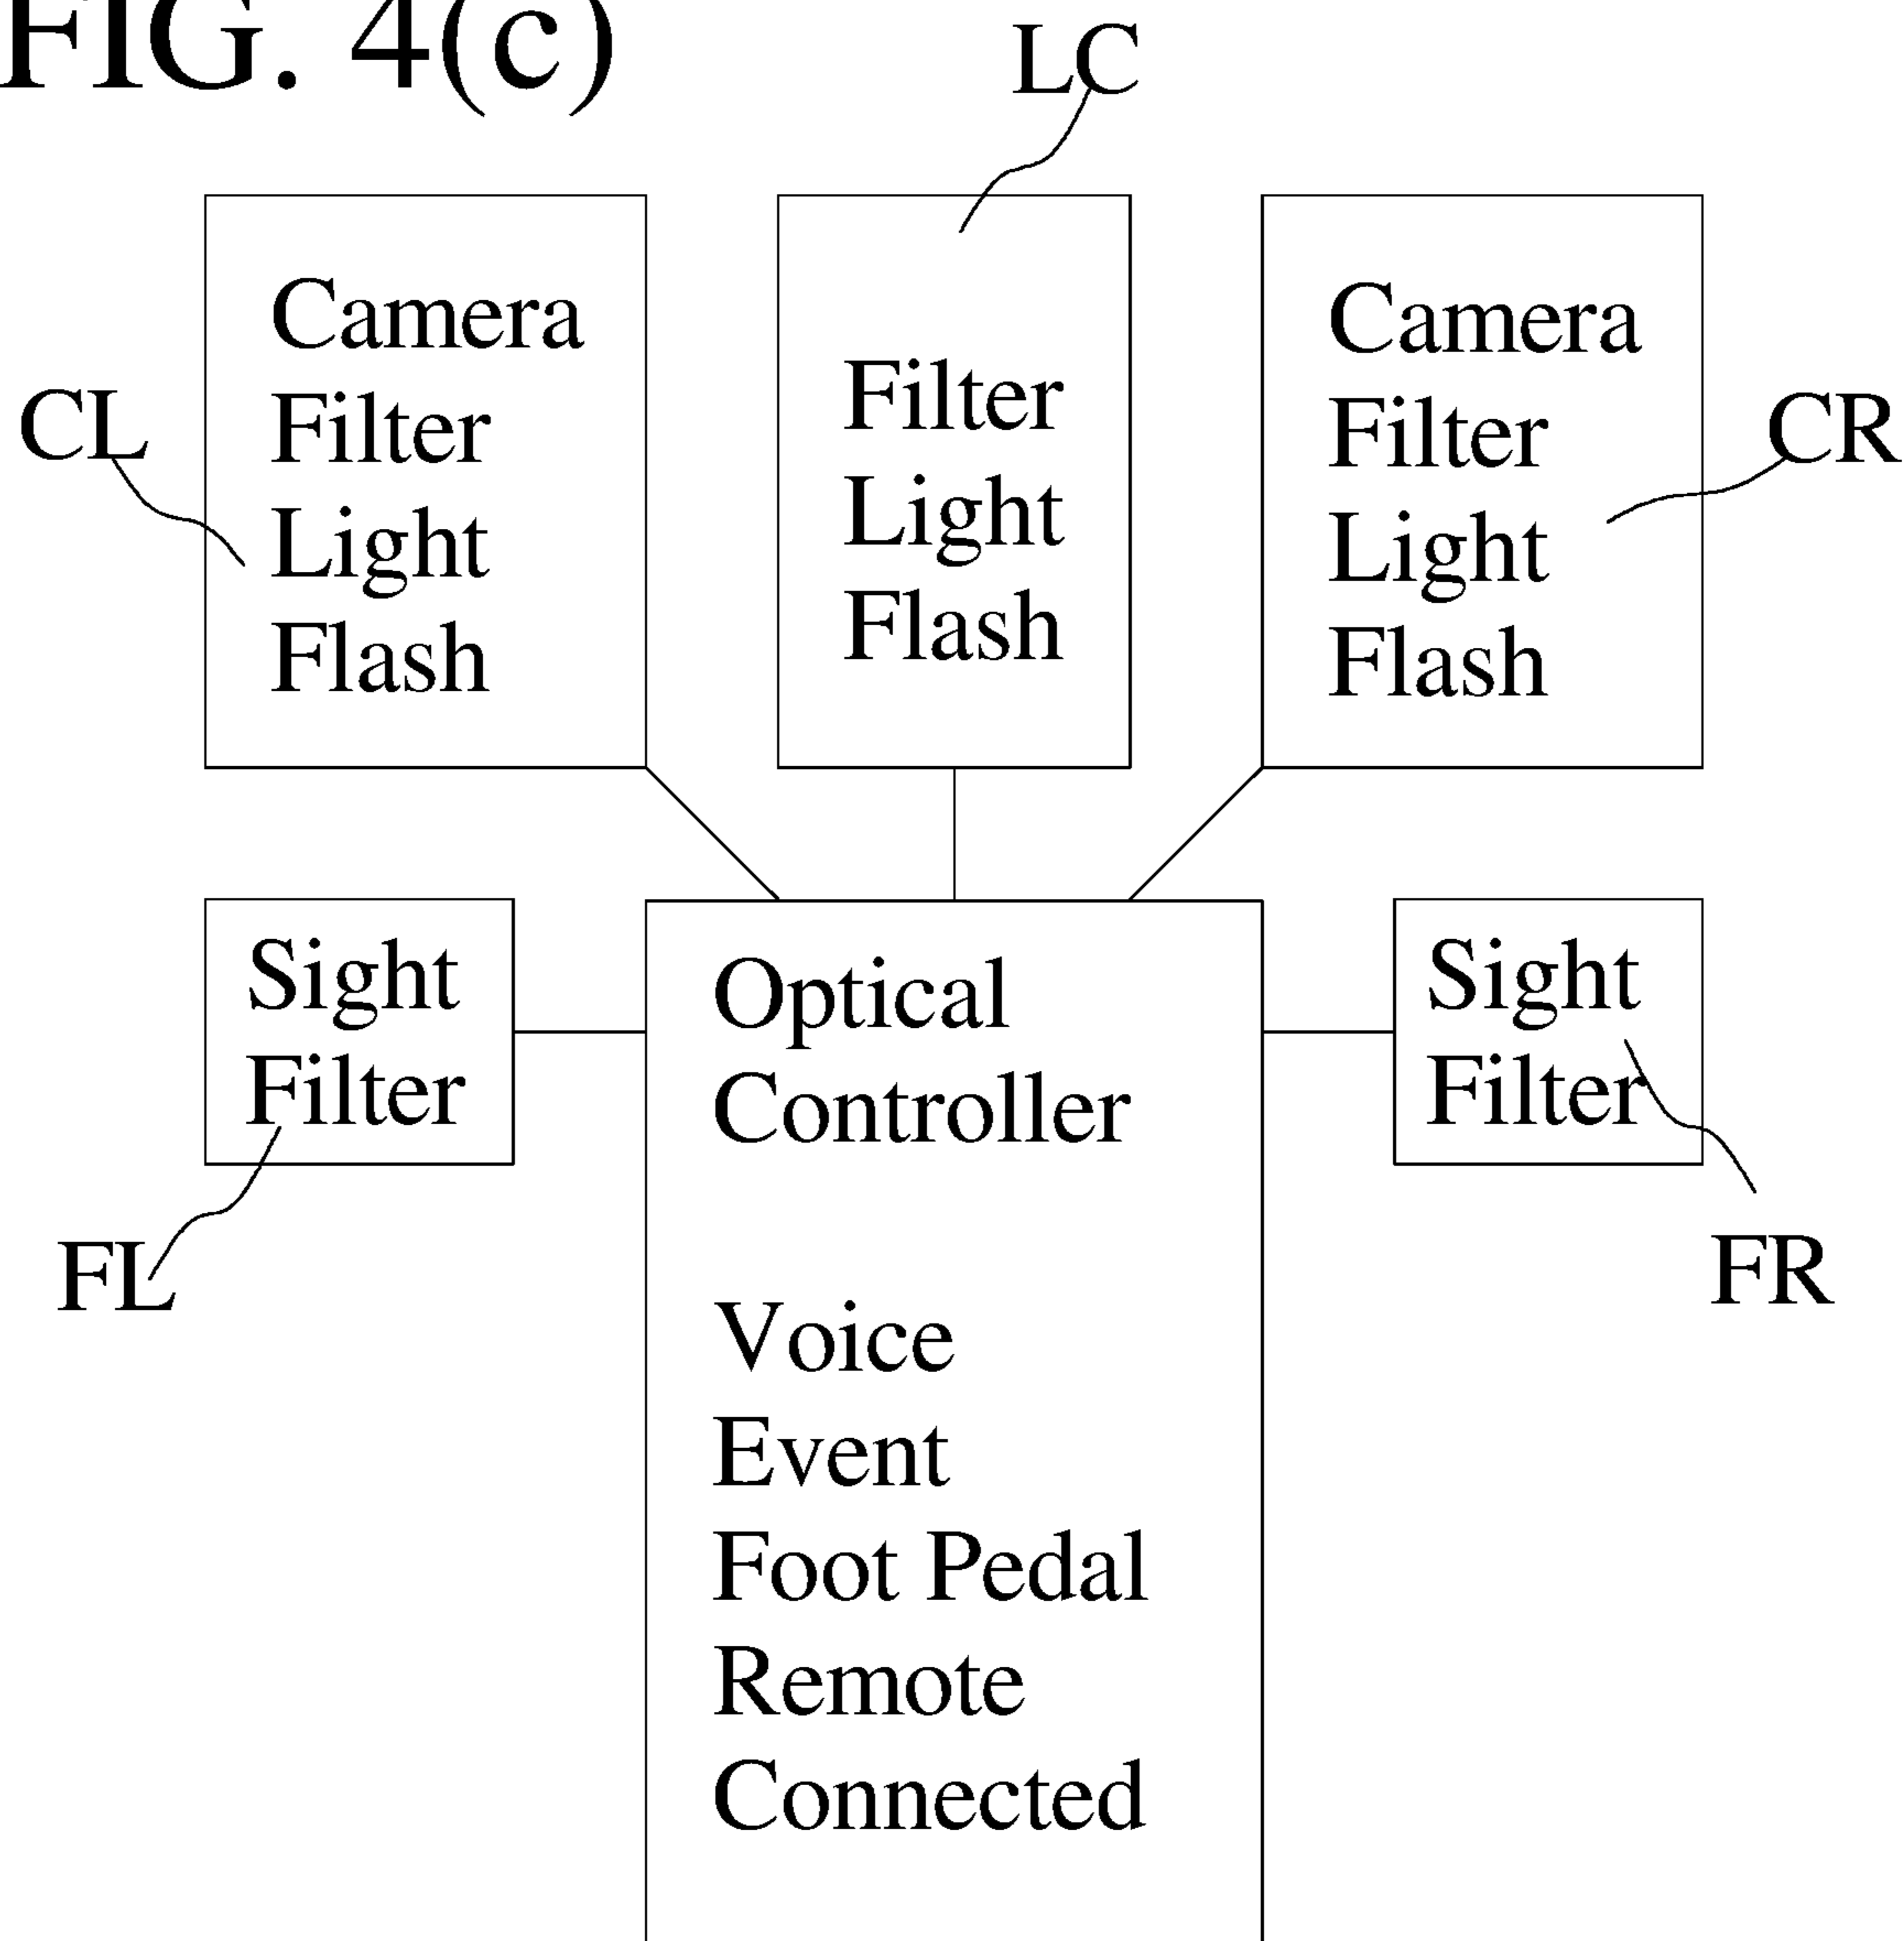 FIG. 4(c)
LC
CL
Camera
Filter
Light
Flash
Filter
Light
Flash
Camera
Filter
Light
Flash
CR
Sight
Filter
FL
Optical
Controller
Voice
Event
Foot Pedal
Remote
Connected
Sight
Filter
FR